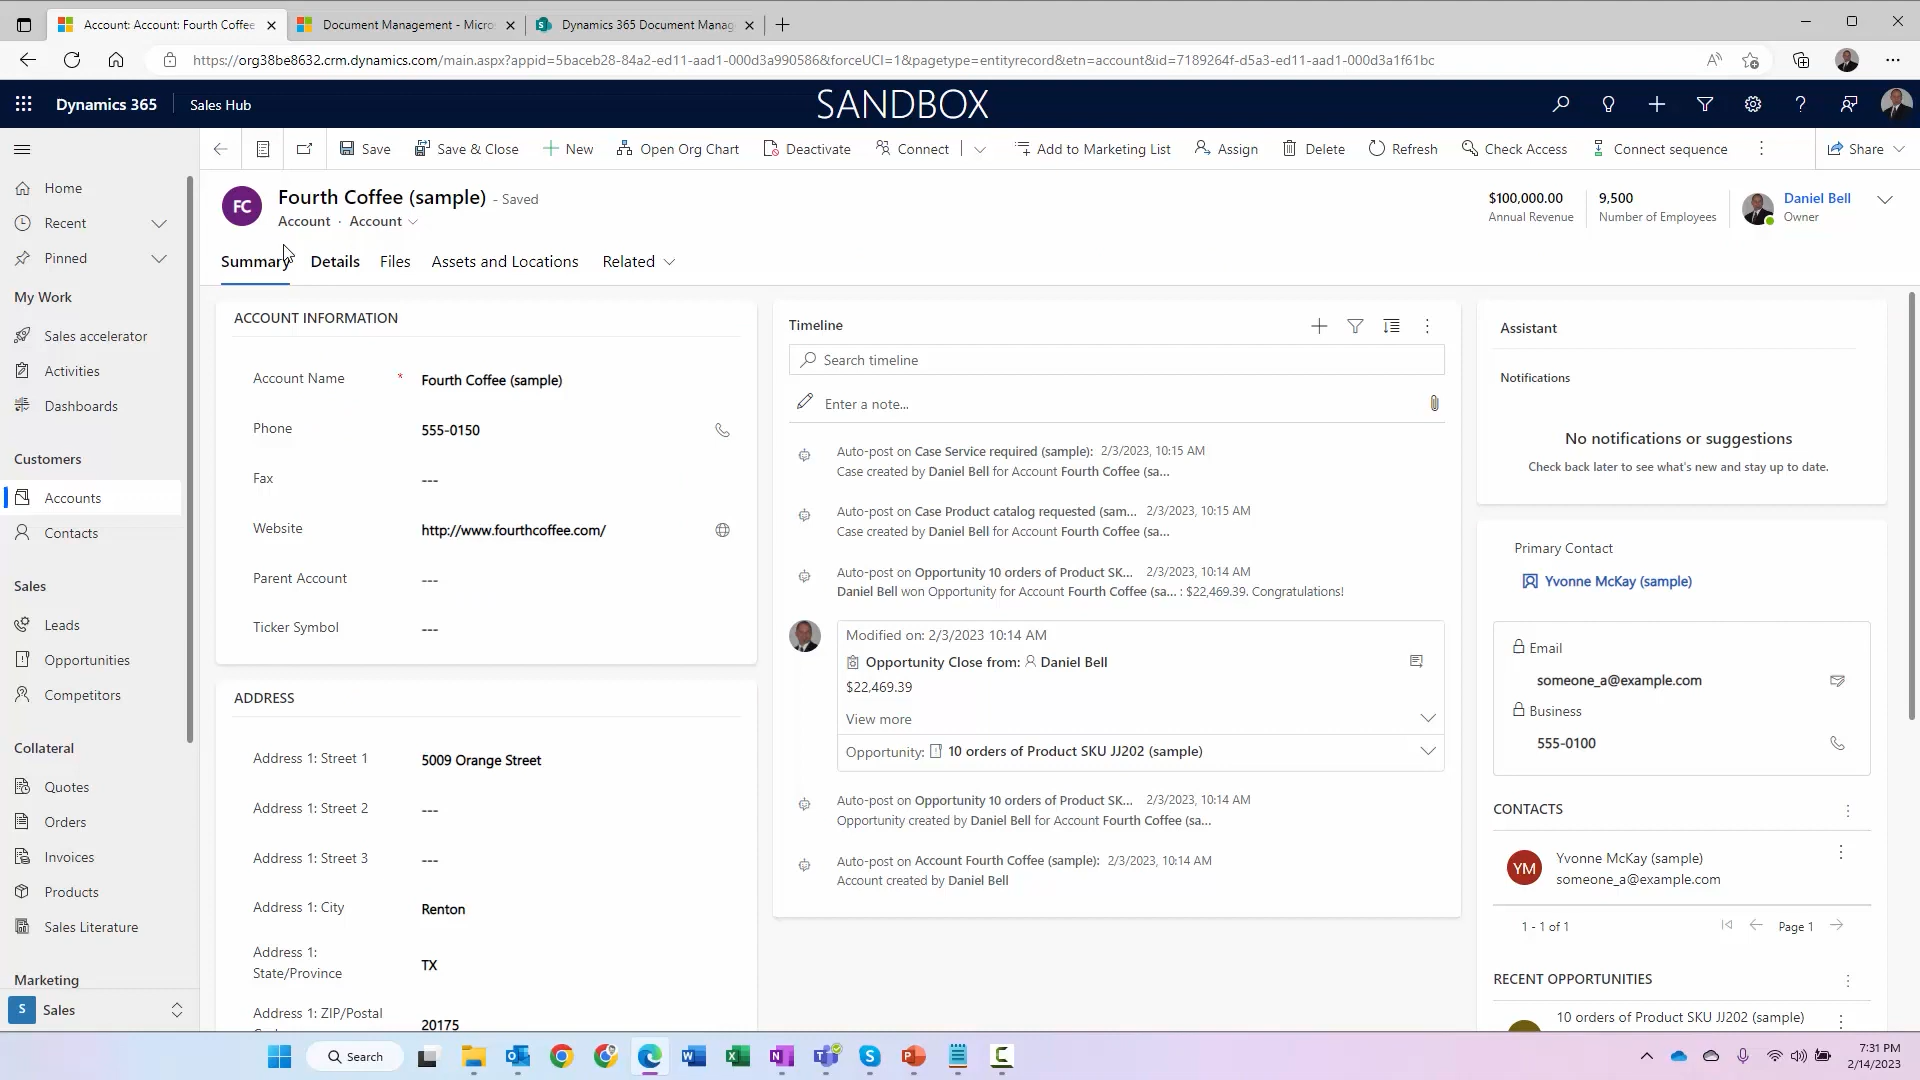 Account: Account: Fourth Coffee
Document Management - Micro
Dynamics 365 Document Manag
https://org38be8632.crm.dynamics.com/main.aspx?appid=5baceb28-84a2-ed11-aad1-000d3a990586&forceUCI=1&pagetype=entityrecord&etn=account&id=7189264f-d5a3-ed11-aad1-000d3a1f61bc
Dynamics 365
Sales Hub
SANDBOX
Save
Save & Close
New
Open Org Chart
Deactivate
Connect
Add to Marketing List
Assign
Delete
Refresh
Check Access
Connect sequence
Share
Home
Recent
Pinned
My Work
Sales accelerator
Activities
Dashboards
Customers
Accounts
Contacts
Sales
Leads
Opportunities
Competitors
Collateral
Quotes
Orders
Invoices
Products
Sales Literature
Marketing
S
Sales
FC
Fourth Coffee (sample) - Saved
Account · Account
$100,000.00
Annual Revenue
9,500
Number of Employees
Daniel Bell
Owner
Summary
Details
Files
Assets and Locations
Related
ACCOUNT INFORMATION
Account Name * Fourth Coffee (sample)
Phone 555-0150
Fax ---
Website http://www.fourthcoffee.com/
Parent Account ---
Ticker Symbol ---
ADDRESS
Address 1: Street 1 5009 Orange Street
Address 1: Street 2 ---
Address 1: Street 3 ---
Address 1: City Renton
Address 1:
State/Province TX
Address 1: ZIP/Postal
20175
Timeline
Search timeline
Enter a note...
Auto-post on Case Service required (sample): 2/3/2023, 10:15 AM
Case created by Daniel Bell for Account Fourth Coffee (sa...
Auto-post on Case Product catalog requested (sam... 2/3/2023, 10:15 AM
Case created by Daniel Bell for Account Fourth Coffee (sa...
Auto-post on Opportunity 10 orders of Product SK... 2/3/2023, 10:14 AM
Daniel Bell won Opportunity for Account Fourth Coffee (sa... : $22,469.39. Congratulations!
Modified on: 2/3/2023 10:14 AM
Opportunity Close from: Daniel Bell
$22,469.39
View more
Opportunity: 10 orders of Product SKU JJ202 (sample)
Auto-post on Opportunity 10 orders of Product SK... 2/3/2023, 10:14 AM
Opportunity created by Daniel Bell for Account Fourth Coffee (sa...
Auto-post on Account Fourth Coffee (sample): 2/3/2023, 10:14 AM
Account created by Daniel Bell
Assistant
Notifications
No notifications or suggestions
Check back later to see what's new and stay up to date.
Primary Contact
Yvonne McKay (sample)
Email
someone_a@example.com
Business
555-0100
CONTACTS
YM
Yvonne McKay (sample)
someone_a@example.com
1 - 1 of 1
Page 1
RECENT OPPORTUNITIES
10 orders of Product SKU JJ202 (sample)
Search
7:31 PM
2/14/2023